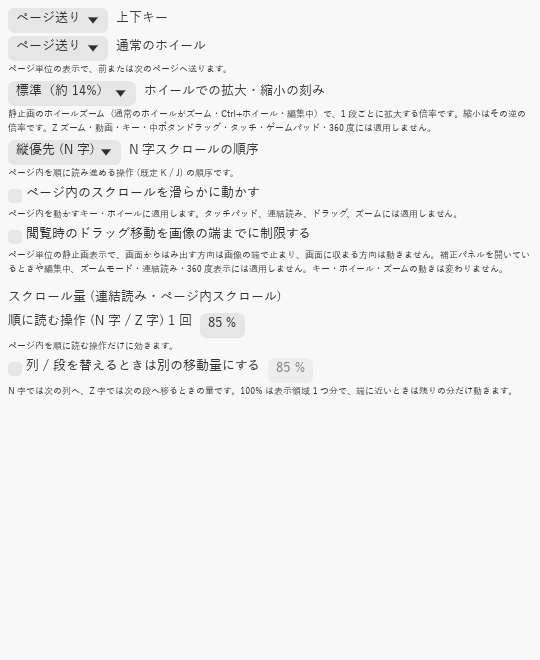 ページ送り ▼ 上下キー
ページ送り ▼ 通常のホイール
ページ単位の表示で、前または次のページへ送ります。
標準（約 14%） ▼ ホイールでの拡大・縮小の刻み
静止画のホイールズーム（通常のホイールがズーム・Ctrl+ホイール・編集中）で、1 段ごとに拡大する倍率です。縮小はその逆の
倍率です。Z ズーム・動画・キー・中ボタンドラッグ・タッチ・ゲームパッド・360 度には適用しません。
縦優先 (N 字) ▼ N 字スクロールの順序
ページ内を順に読み進める操作 (既定 K / J) の順序です。
ページ内のスクロールを滑らかに動かす
ページ内を動かすキー・ホイールに適用します。タッチパッド、連結読み、ドラッグ、ズームには適用しません。
閲覧時のドラッグ移動を画像の端までに制限する
ページ単位の静止画表示で、画面からはみ出す方向は画像の端で止まり、画面に収まる方向は動きません。補正パネルを開いてい
るときや編集中、ズームモード・連結読み・360 度表示には適用しません。キー・ホイール・ズームの動きは変わりません。
スクロール量 (連結読み・ページ内スクロール)
順に読む操作 (N 字 / Z 字) 1 回 85 %
ページ内を順に読む操作だけに効きます。
列 / 段を替えるときは別の移動量にする 85 %
N 字では次の列へ、Z 字では次の段へ移るときの量です。100% は表示領域 1 つ分で、端に近いときは残りの分だけ動きます。